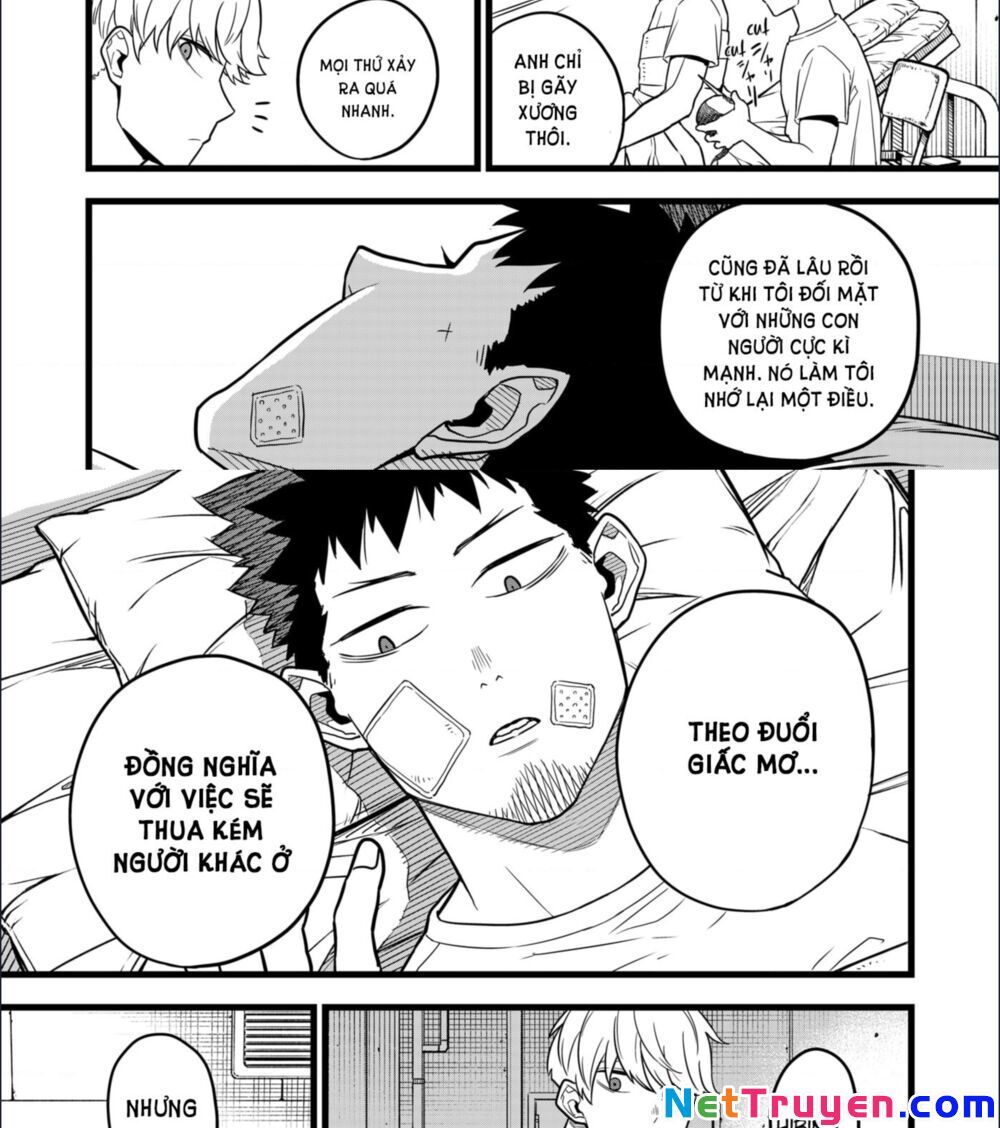 ANH CHỈ
BỊ GÃY
XƯƠNG
THÔI.
CUT
CUT
MỌI THỨ XẢY
RA QUÁ
NHANH.
CŨNG ĐÃ LÂU RỒI
TỪ KHI TÔI ĐỐI MẶT
VỚI NHỮNG CON
NGƯỜI CỰC KÌ
MẠNH. NÓ LÀM TÔI
NHỚ LẠI MỘT ĐIỀU.
THEO ĐUỔI
GIẤC MƠ...
ĐỒNG NGHĨA
VỚI VIỆC SẼ
THUA KÉM
NGƯỜI KHÁC Ở
NHƯNG
NetTruyen.com